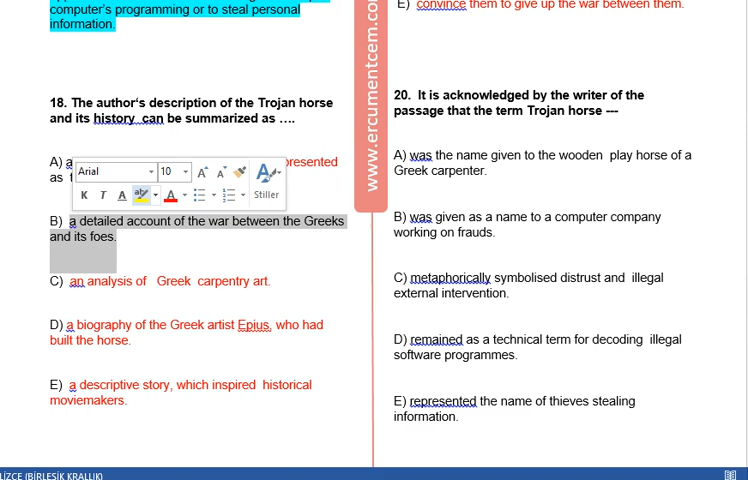 computer's programming or to steal personal
information.
18. The author's description of the Trojan horse
and its history can be summarized as ….
A) a
presented
as
Arial
10
A A A
K T A aby A
Stiller
B) a detailed account of the war between the Greeks
and its foes.
C) an analysis of Greek carpentry art.
D) a biography of the Greek artist Epius, who had
built the horse.
E) a descriptive story, which inspired historical
moviemakers.
www.ercumentcem.com
E) convince them to give up the war between them.
20. It is acknowledged by the writer of the
passage that the term Trojan horse ---
A) was the name given to the wooden play horse of a
Greek carpenter.
B) was given as a name to a computer company
working on frauds.
C) metaphorically symbolised distrust and illegal
external intervention.
D) remained as a technical term for decoding illegal
software programmes.
E) represented the name of thieves stealing
information.
LİZCE (BİRLEŞİK KRALLIK)